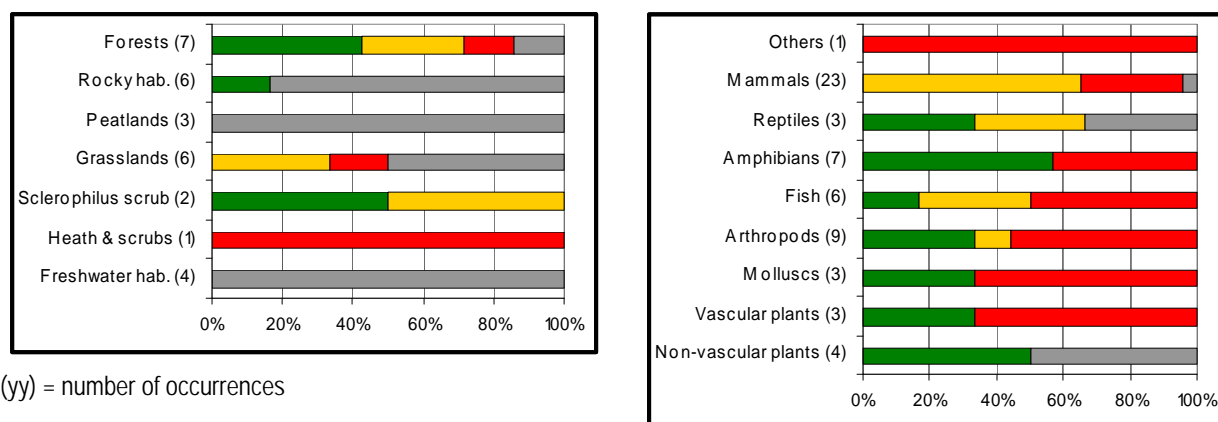 Forests (7)
Rocky hab. (6)
Peatlands (3)
Grasslands (6)
Sclerophilus scrub (2)
Heath & scrubs (1)
Freshwater hab. (4)
0% 20% 40% 60% 80% 100%
(yy) = number of occurrences
Others (1)
Mammals (23)
Reptiles (3)
Amphibians (7)
Fish (6)
Arthropods (9)
Molluscs (3)
Vascular plants (3)
Non-vascular plants (4)
0% 20% 40% 60% 80% 100%